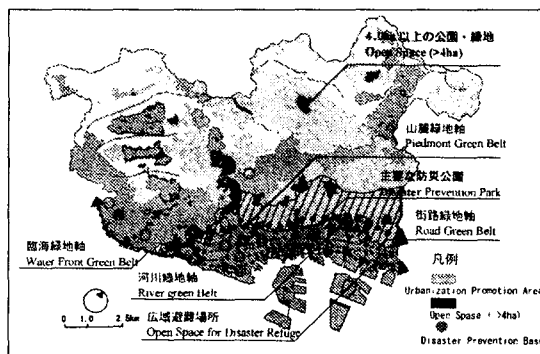 4.0ha以上の公園・緑地
Open Space (>4ha)
山麓緑地軸
Piedmont Green Belt
主要な防災公園
Disaster Prevention Park
街路緑地軸
Road Green Belt
臨海緑地軸
Water Front Green Belt
河川緑地軸
River green Belt
広域避難場所
Open Space for Disaster Refuge
凡例
Urbanization Promotion Area
Open Spase (>4ha)
Disaster Prevention Base
0 1.0 2.5km